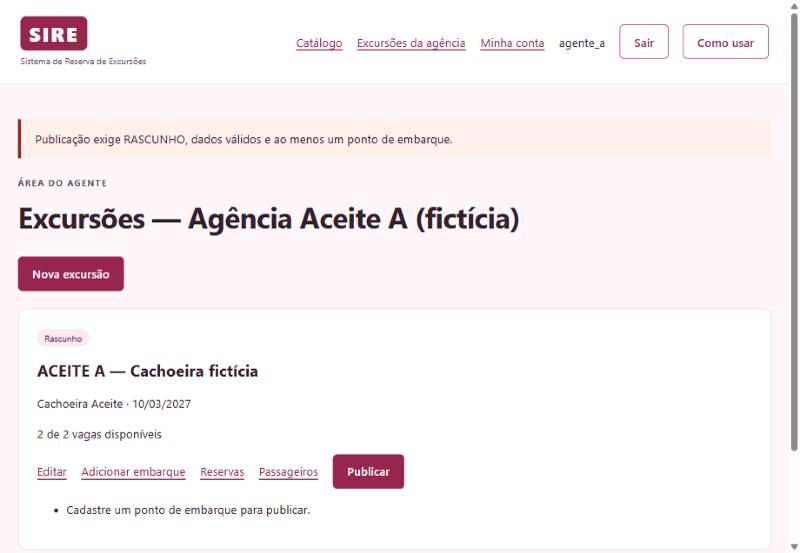 SIRE
Sistema de Reserva de Excursões
Catálogo Excursões da agência Minha conta agente_a Sair Como usar
Publicação exige RASCUNHO, dados válidos e ao menos um ponto de embarque.
ÁREA DO AGENTE
Excursões — Agência Aceite A (fictícia)
Nova excursão
Rascunho
ACEITE A — Cachoeira fictícia
Cachoeira Aceite · 10/03/2027
2 de 2 vagas disponíveis
Editar Adicionar embarque Reservas Passageiros Publicar
• Cadastre um ponto de embarque para publicar.